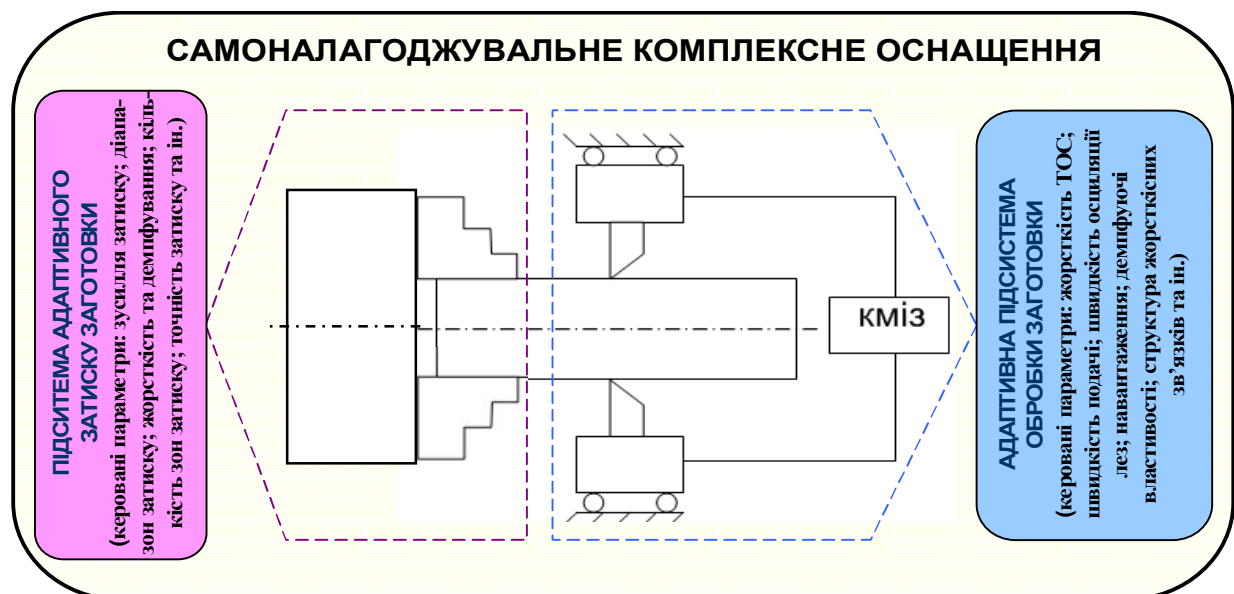 САМОНАЛАГОДЖУВАЛЬНЕ КОМПЛЕКСНЕ ОСНАЩЕННЯ
ПІДСИТЕМА АДАПТИВНОГО
ЗАТИСКУ ЗАГОТОВКИ
(керовані параметри: зусилля затиску; діапа-
зон затиску; жорсткість та демпфування; кіль-
кість зон затиску; точність затиску та ін.)
КМІЗ
АДАПТИВНА ПІДСИСТЕМА
ОБРОБКИ ЗАГОТОВКИ
(керовані параметри: жорсткість ТОС;
швидкість подачі; швидкість осциляції
лез; навантаження; демпфуючі
властивості; структура жорсткісних
зв’язків та ін.)